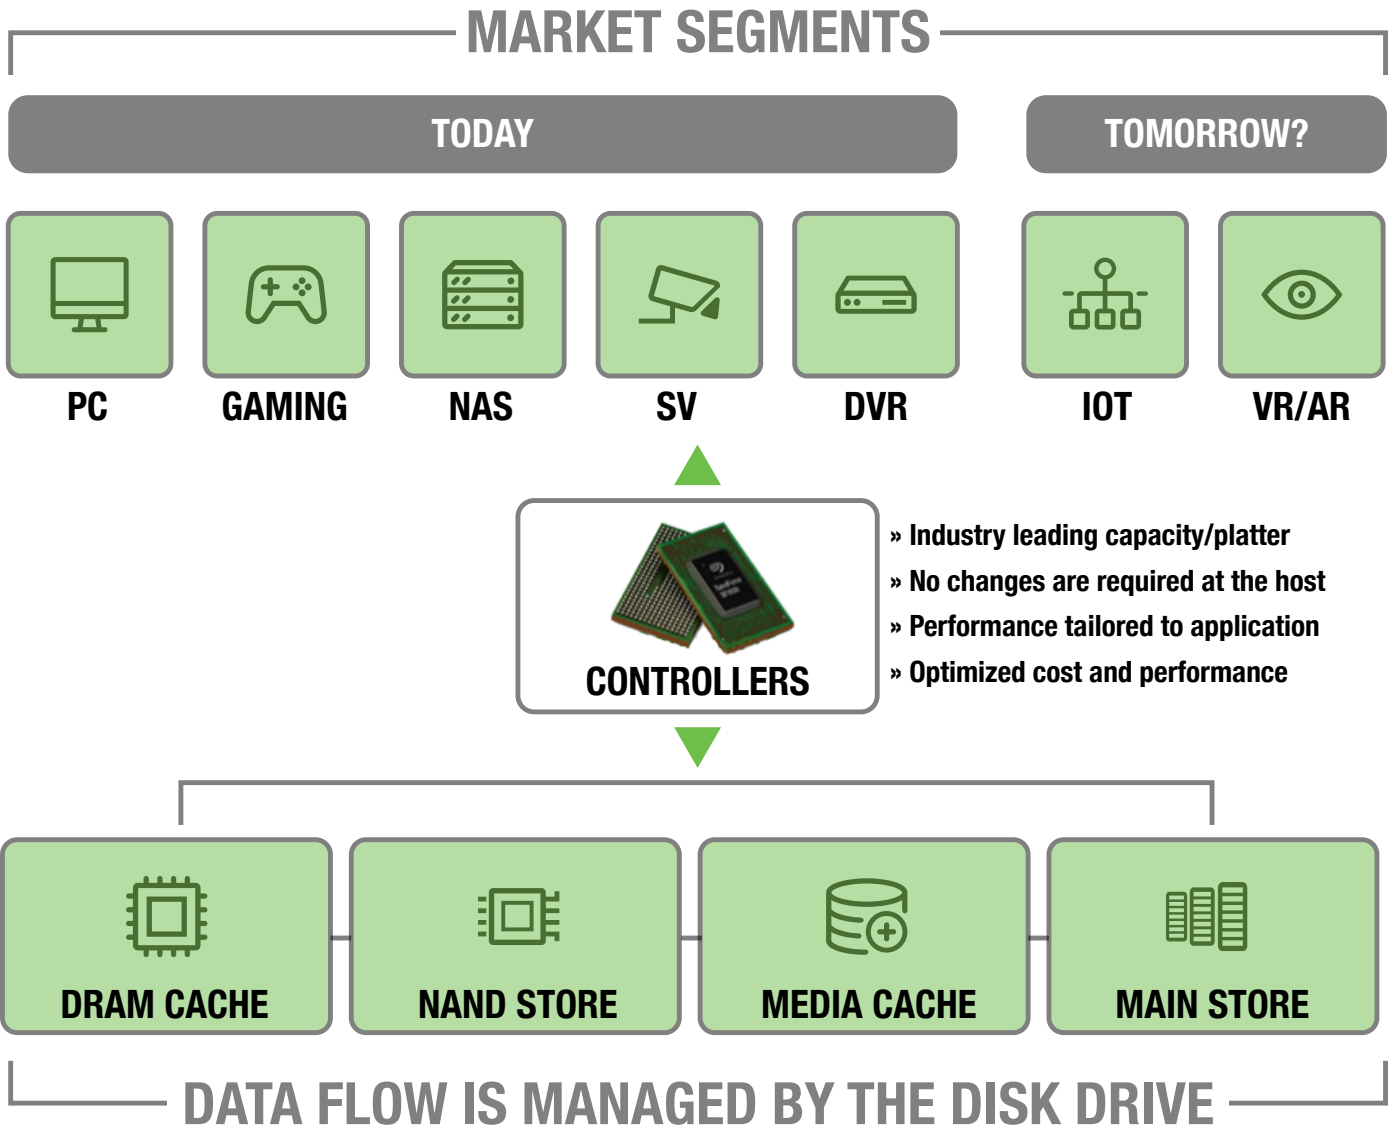 MARKET SEGMENTS
TODAY
TOMORROW?
PC
GAMING
NAS
SV
DVR
IOT
VR/AR
CONTROLLERS
» Industry leading capacity/platter
» No changes are required at the host
» Performance tailored to application
» Optimized cost and performance
DRAM CACHE
NAND STORE
MEDIA CACHE
MAIN STORE
DATA FLOW IS MANAGED BY THE DISK DRIVE